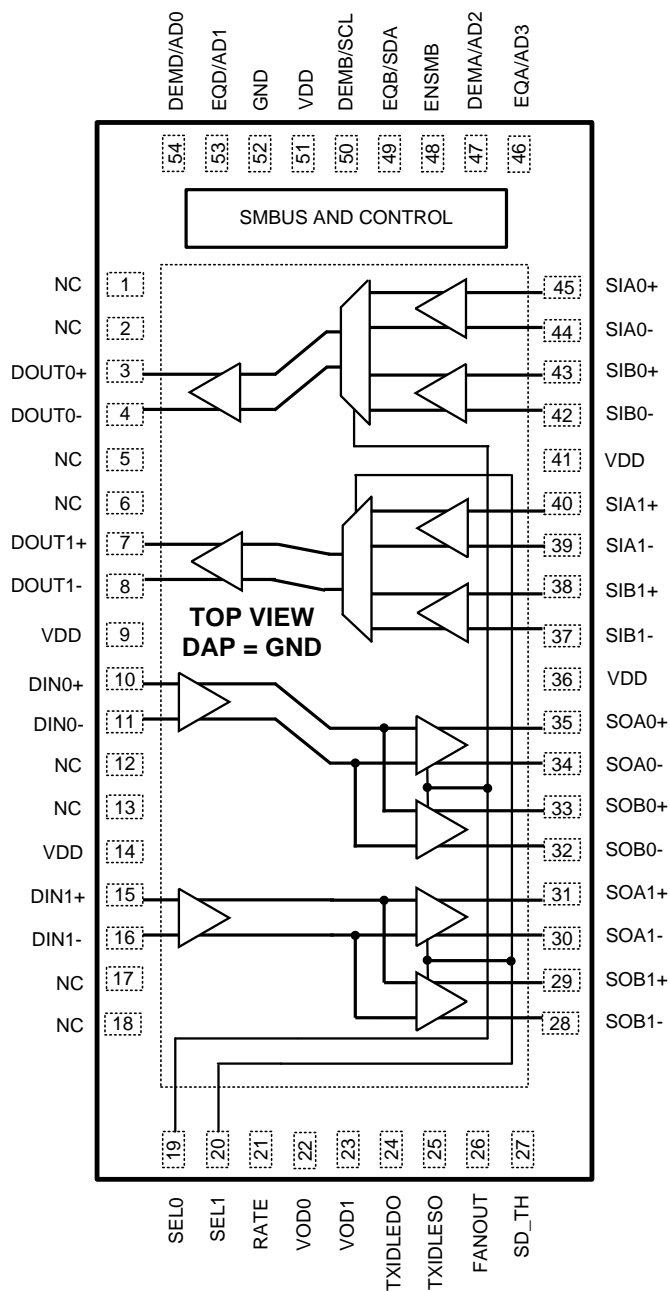 DEMD/AD0
EQD/AD1
GND
VDD
DEMB/SCL
EQB/SDA
ENSMB
DEMA/AD2
EQA/AD3
54
53
52
51
50
49
48
47
46
SMBUS AND CONTROL
NC 1
NC 2
DOUT0+ 3
DOUT0- 4
NC 5
NC 6
DOUT1+ 7
DOUT1- 8
VDD 9
DIN0+ 10
DIN0- 11
NC 12
NC 13
VDD 14
DIN1+ 15
DIN1- 16
NC 17
NC 18
TOP VIEW
DAP = GND
45 SIA0+
44 SIA0-
43 SIB0+
42 SIB0-
41 VDD
40 SIA1+
39 SIA1-
38 SIB1+
37 SIB1-
36 VDD
35 SOA0+
34 SOA0-
33 SOB0+
32 SOB0-
31 SOA1+
30 SOA1-
29 SOB1+
28 SOB1-
19
20
21
22
23
24
25
26
27
SEL0
SEL1
RATE
VOD0
VOD1
TXIDLEDO
TXIDLESO
FANOUT
SD_TH